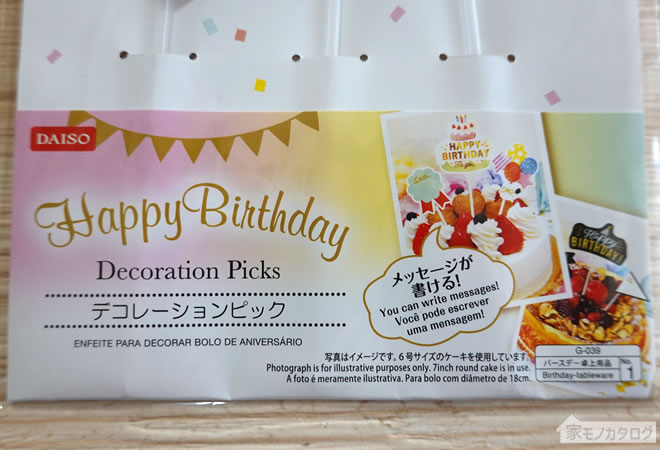 DAISO
Happy Birthday
Decoration Picks
デコレーションピック
ENFEITE PARA DECORAR BOLO DE ANIVERSÁRIO
HAPPY
BIRTHDAY
メッセージが
書ける!
You can write messages!
Você pode escrever
uma mensagem!
BIRTHDAY
写真はイメージです。6号サイズのケーキを使用しています。
Photograph is for illustrative purposes only. 7inch round cake is in use.
A foto é meramente ilustrativa. Para bolo com diâmetro de 18cm.
G-039
バースデー卓上用品
Birthday-tableware
No.
1
家モノカタログ